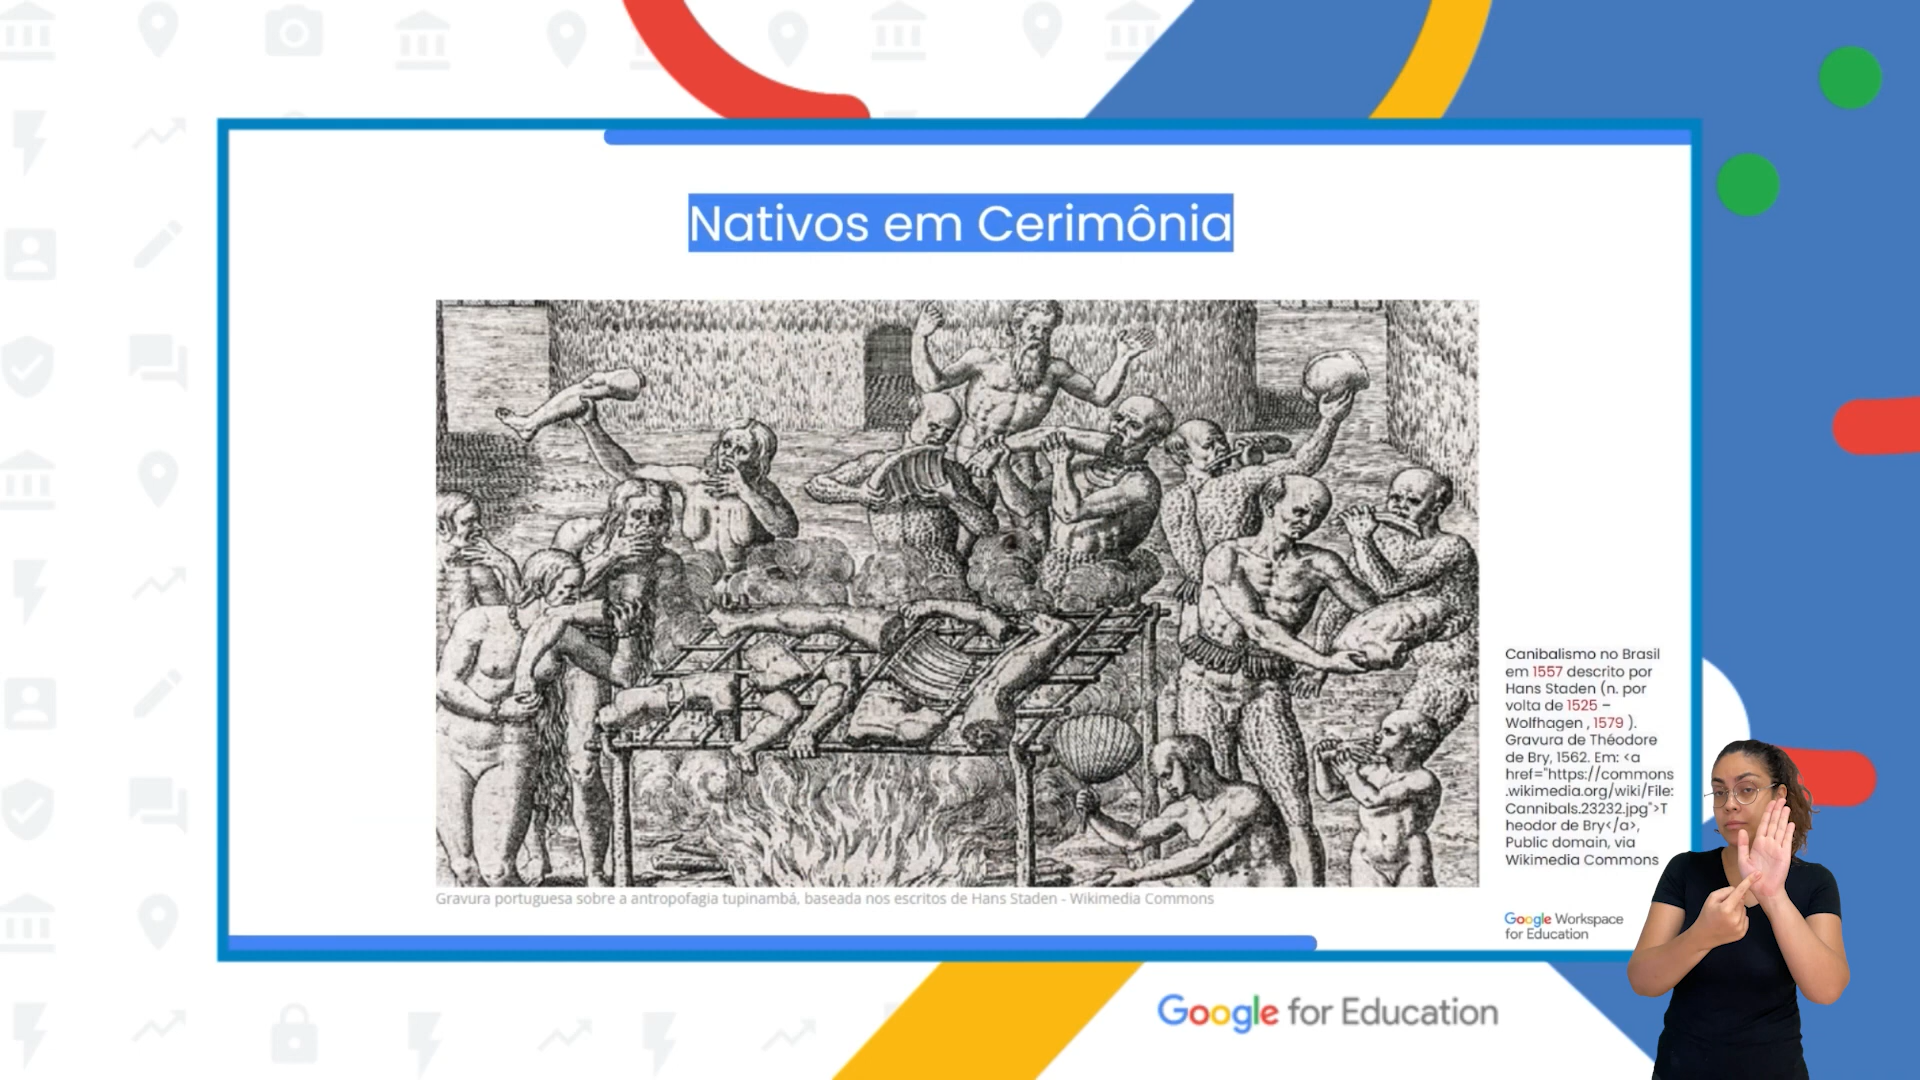 Nativos em Cerimônia
Canibalismo no Brasil
em 1557 descrito por
Hans Staden (n. por
volta de 1525 –
Wolfhagen , 1579 ).
Gravura de Théodore
de Bry, 1562. Em: <a
href="https://commons
.wikimedia.org/wiki/File:
Cannibals.23232.jpg">T
heodor de Bry</a>,
Public domain, via
Wikimedia Commons
Gravura portuguesa sobre a antropofagia tupinambá, baseada nos escritos de Hans Staden - Wikimedia Commons
Google Workspace
for Education
Google for Education